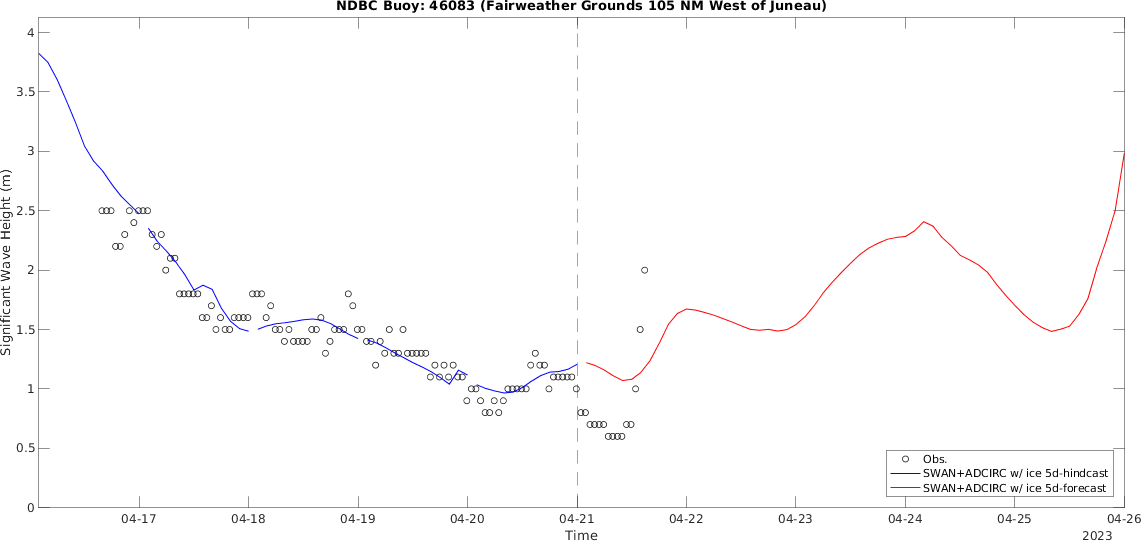 NDBC Buoy: 46083 (Fairweather Grounds 105 NM West of Juneau)
4
3.5
3
2.5
2
1.5
1
0.5
0
Significant Wave Height (m)
04-17 04-18 04-19 04-20 04-21 04-22 04-23 04-24 04-25 04-26
Time
2023
Obs.
SWAN+ADCIRC w/ ice 5d-hindcast
SWAN+ADCIRC w/ ice 5d-forecast